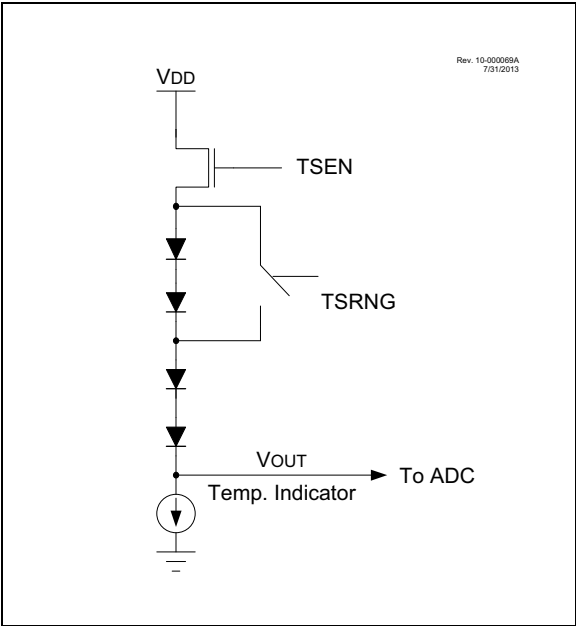 Rev. 10-000069A
7/31/2013
VDD
TSEN
TSRNG
VOUT
To ADC
Temp. Indicator